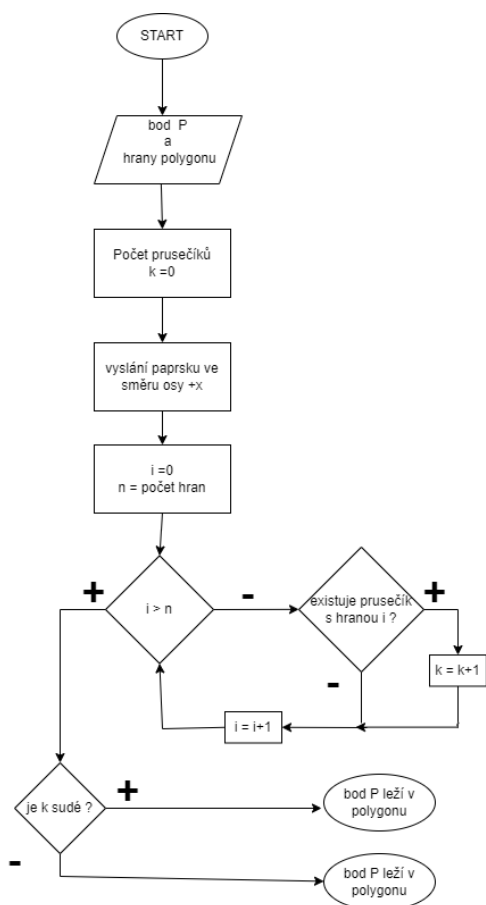 START
bod P
a
hrany polygonu
Počet prusečíků
k =0
vyslání paprsku ve
směru osy +x
i =0
n = počet hran
+
i > n
-
existuje prusečík
s hranou i ?
+
k = k+1
-
i = i+1
je k sudé ?
+
bod P leží v
polygonu
-
bod P leží v
polygonu